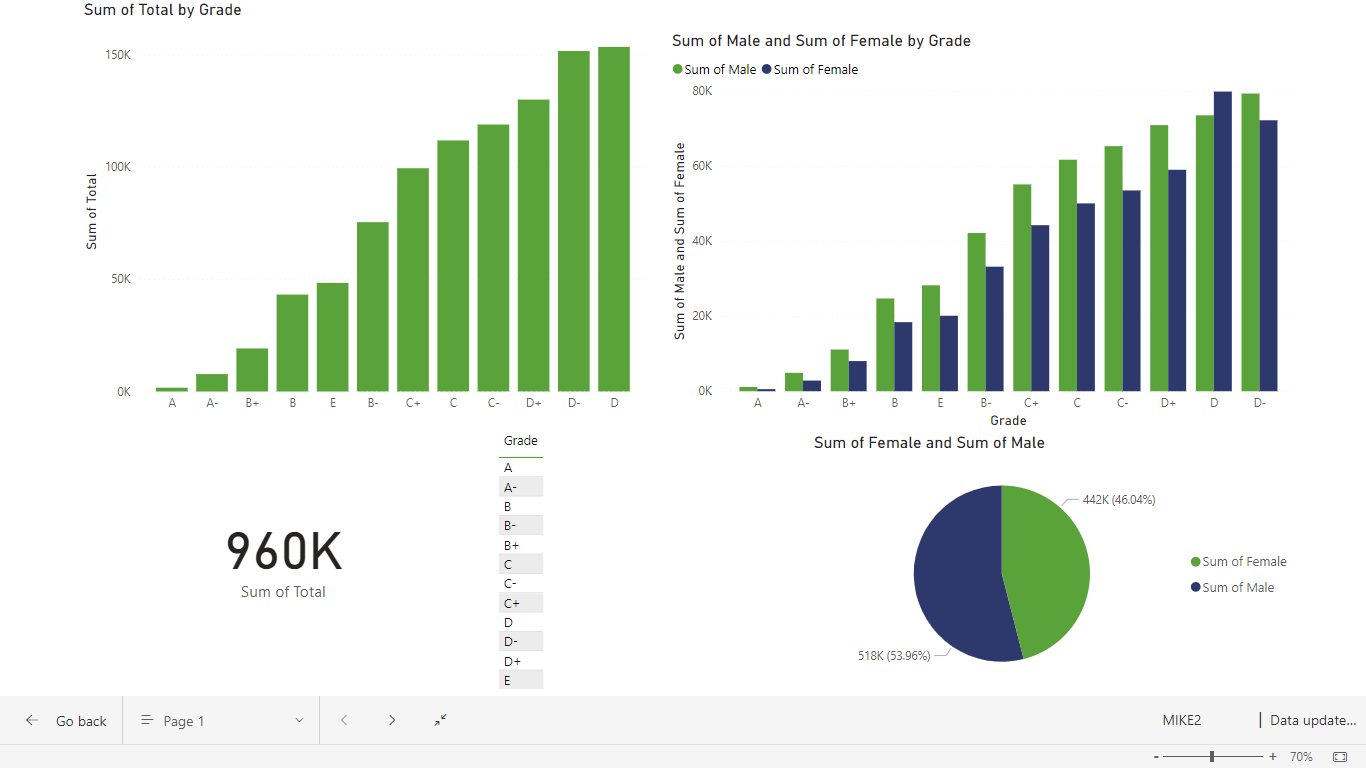 Sum of Total by Grade
150K
100K
50K
0K
Sum of Total
A A- B+ B E B- C+ C C- D+ D- D
Sum of Male and Sum of Female by Grade
Sum of Male Sum of Female
80K
60K
40K
20K
0K
Sum of Male and Sum of Female
A A- B+ B E B- C+ C C- D+ D D-
Grade
960K
Sum of Total
Grade
A
A-
B
B-
B+
C
C-
C+
D
D-
D+
E
Sum of Female and Sum of Male
442K (46.04%)
518K (53.96%)
Sum of Female
Sum of Male
Go back
Page 1
MIKE2
Data update...
- + 70%